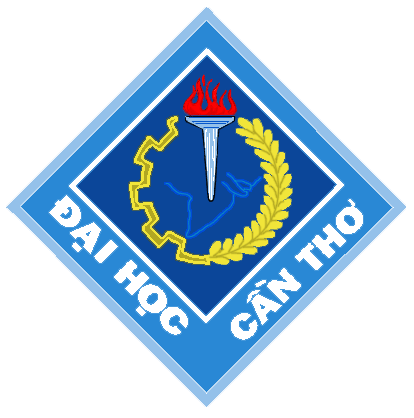 ĐẠI HỌC
CẦN THƠ